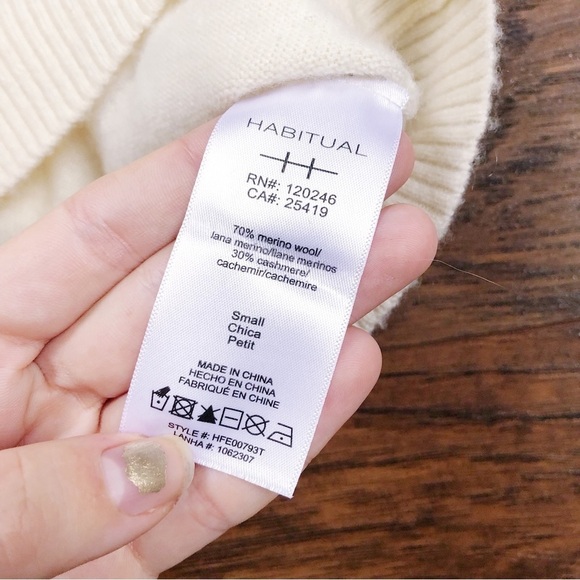 HABITUAL
RN#: 120246
CA#: 25419
70% merino wool/
lana merino/liane merinos
30% cashmere/
cachemir/cachemire
Small
Chica
Petit
MADE IN CHINA
HECHO EN CHINA
FABRIQUÉ EN CHINE
STYLE #: HFE00793T
LANHA #: 1062307